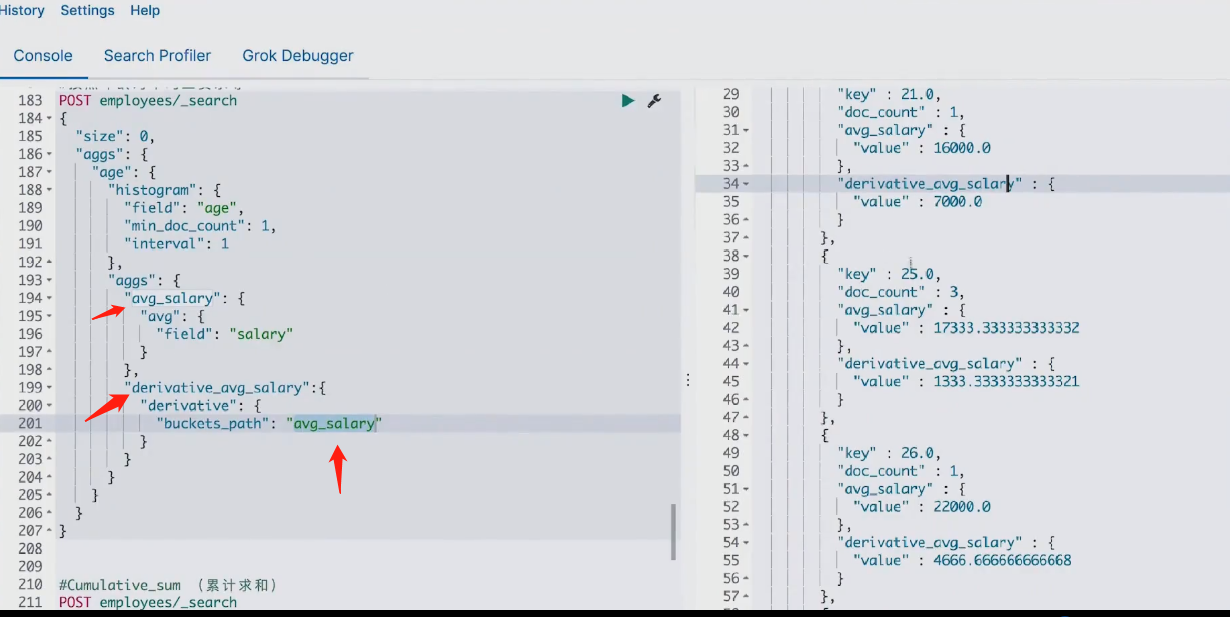 History Settings Help
Console Search Profiler Grok Debugger
183 POST employees/_search
184 {
185 "size": 0,
186 "aggs": {
187 "age": {
188 "histogram": {
189 "field": "age",
190 "min_doc_count": 1,
191 "interval": 1
192 },
193 "aggs": {
194 "avg_salary": {
195 "avg": {
196 "field": "salary"
197 }
198 },
199 "derivative_avg_salary":{
200 "derivative": {
201 "buckets_path": "avg_salary"
202 }
203 }
204 }
205 }
206 }
207 }
208
209
210 #Cumulative_sum （累计求和）
211 POST employees/_search
29 "key" : 21.0,
30 "doc_count" : 1,
31 "avg_salary" : {
32 "value" : 16000.0
33 },
34 "derivative_avg_salary" : {
35 "value" : 7000.0
36 }
37 },
38 {
39 "key" : 25.0,
40 "doc_count" : 3,
41 "avg_salary" : {
42 "value" : 17333.333333333332
43 },
44 "derivative_avg_salary" : {
45 "value" : 1333.3333333333321
46 }
47 },
48 {
49 "key" : 26.0,
50 "doc_count" : 1,
51 "avg_salary" : {
52 "value" : 22000.0
53 },
54 "derivative_avg_salary" : {
55 "value" : 4666.666666666668
56 }
57 },